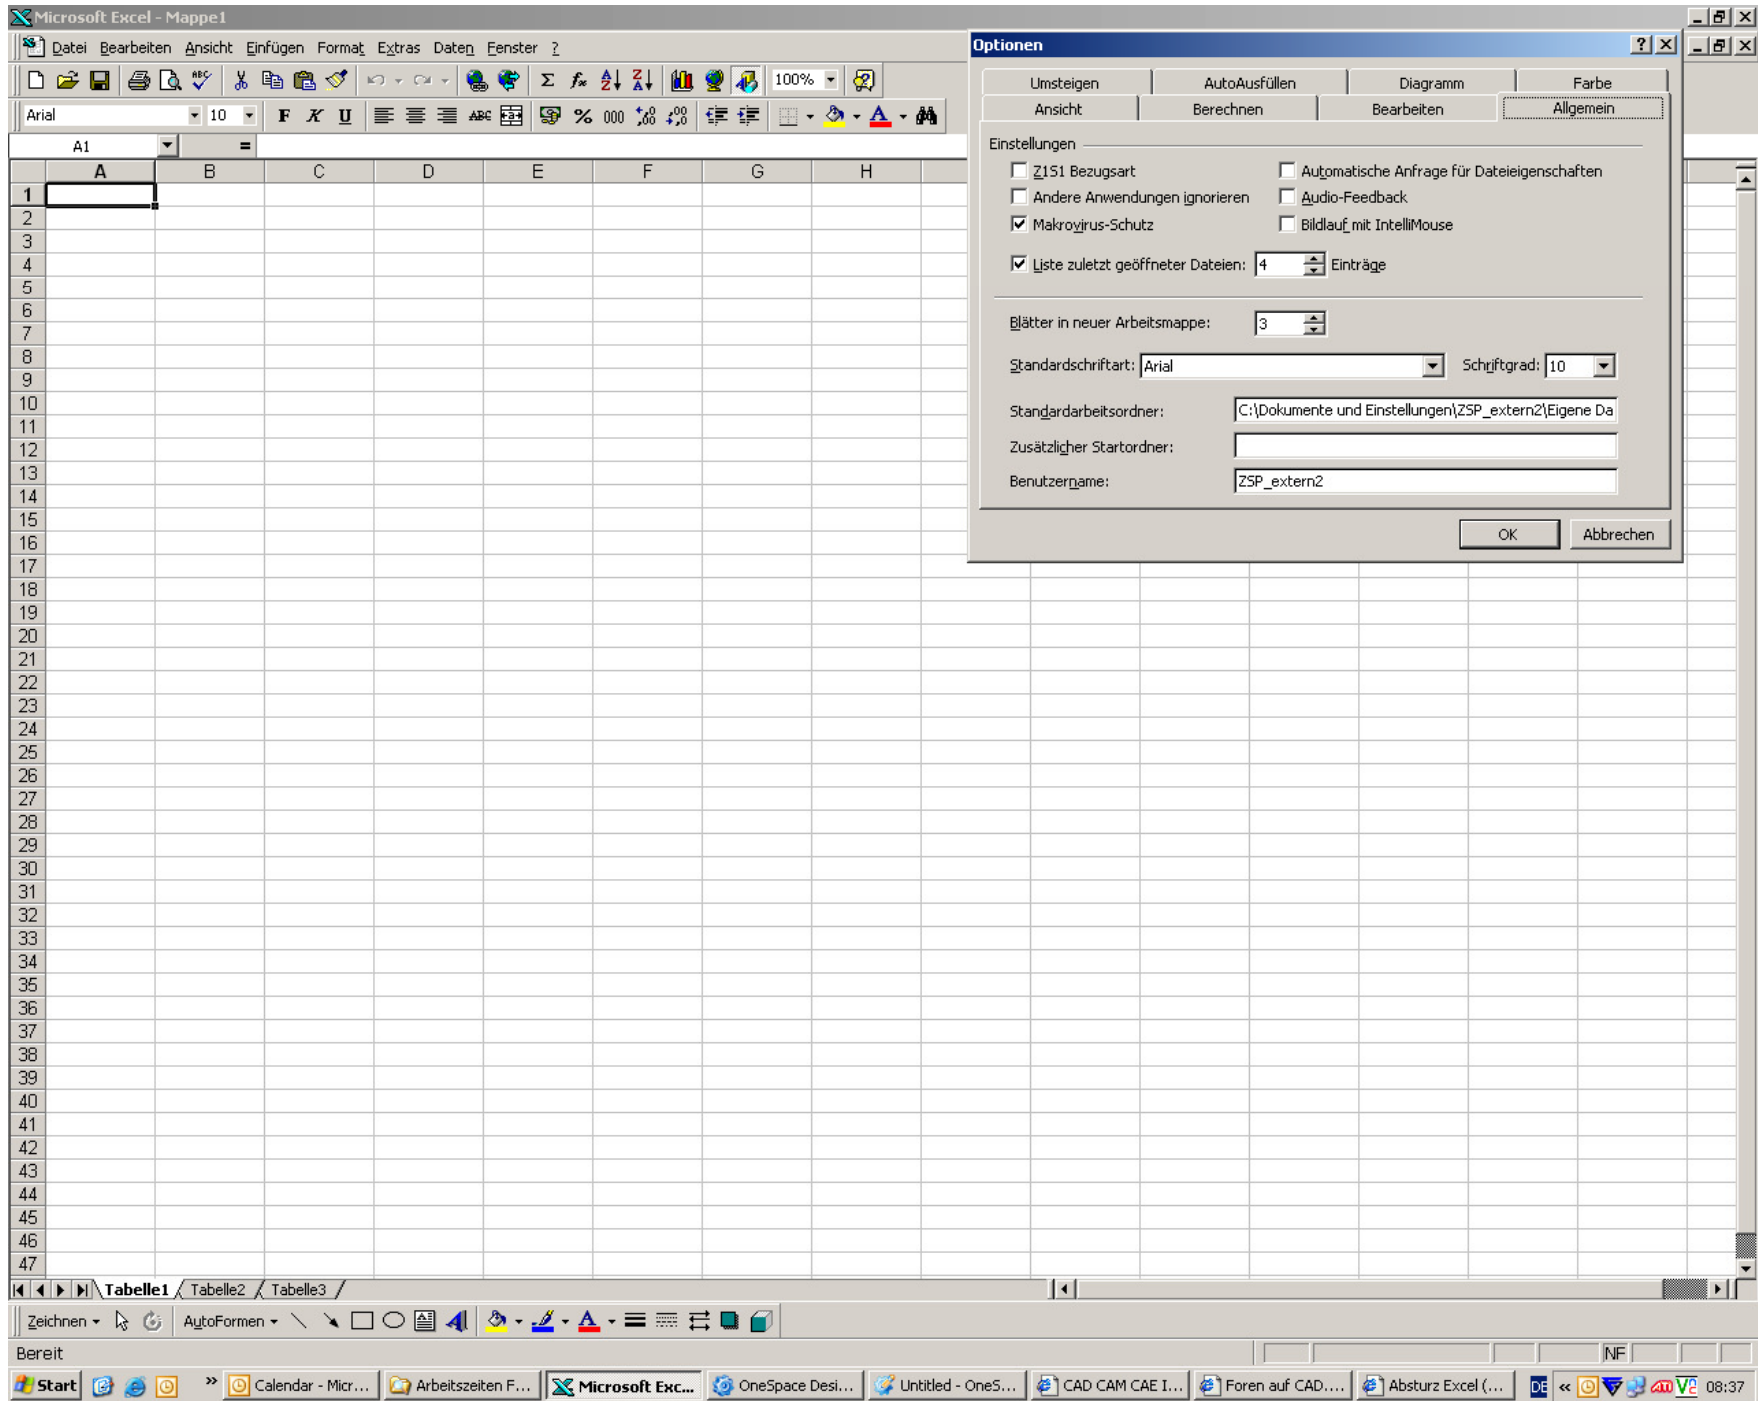 Microsoft Excel - Mappe1
Datei Bearbeiten Ansicht Einfügen Format Extras Daten Fenster ?
100%
Arial 10 F K U ABC % 000
A1 =
A B C D E F G H
1
2
3
4
5
6
7
8
9
10
11
12
13
14
15
16
17
18
19
20
21
22
23
24
25
26
27
28
29
30
31
32
33
34
35
36
37
38
39
40
41
42
43
44
45
46
47
Optionen
Umsteigen AutoAusfüllen Diagramm Farbe
Ansicht Berechnen Bearbeiten Allgemein
Einstellungen
Z1S1 Bezugsart Automatische Anfrage für Dateieigenschaften
Andere Anwendungen ignorieren Audio-Feedback
Makrovirus-Schutz Bildlauf mit IntelliMouse
Liste zuletzt geöffneter Dateien: 4 Einträge
Blätter in neuer Arbeitsmappe: 3
Standardschriftart: Arial Schriftgrad: 10
Standardarbeitsordner: C:\Dokumente und Einstellungen\ZSP_extern2\Eigene Da
Zusätzlicher Startordner:
Benutzername: ZSP_extern2
OK Abbrechen
Tabelle1 Tabelle2 Tabelle3
Zeichnen AutoFormen
Bereit NF
Start » Calendar - Micr... Arbeitszeiten F... Microsoft Exc... OneSpace Desi... Untitled - OneS... CAD CAM CAE I... Foren auf CAD.... Absturz Excel (... DE « 08:37